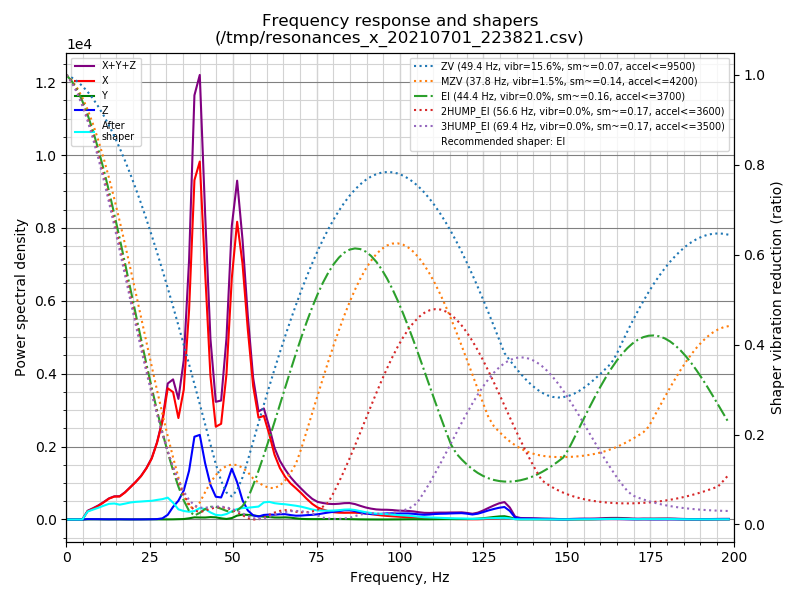 Frequency response and shapers
(/tmp/resonances_x_20210701_223821.csv)
1e4
X+Y+Z
X
Y
Z
After
shaper
ZV (49.4 Hz, vibr=15.6%, sm~=0.07, accel<=9500)
MZV (37.8 Hz, vibr=1.5%, sm~=0.14, accel<=4200)
EI (44.4 Hz, vibr=0.0%, sm~=0.16, accel<=3700)
2HUMP_EI (56.6 Hz, vibr=0.0%, sm~=0.17, accel<=3600)
3HUMP_EI (69.4 Hz, vibr=0.0%, sm~=0.17, accel<=3500)
Recommended shaper: EI
Power spectral density
1.2
1.0
0.8
0.6
0.4
0.2
0.0
1.0
0.8
0.6
0.4
0.2
0.0
Shaper vibration reduction (ratio)
0 25 50 75 100 125 150 175 200
Frequency, Hz